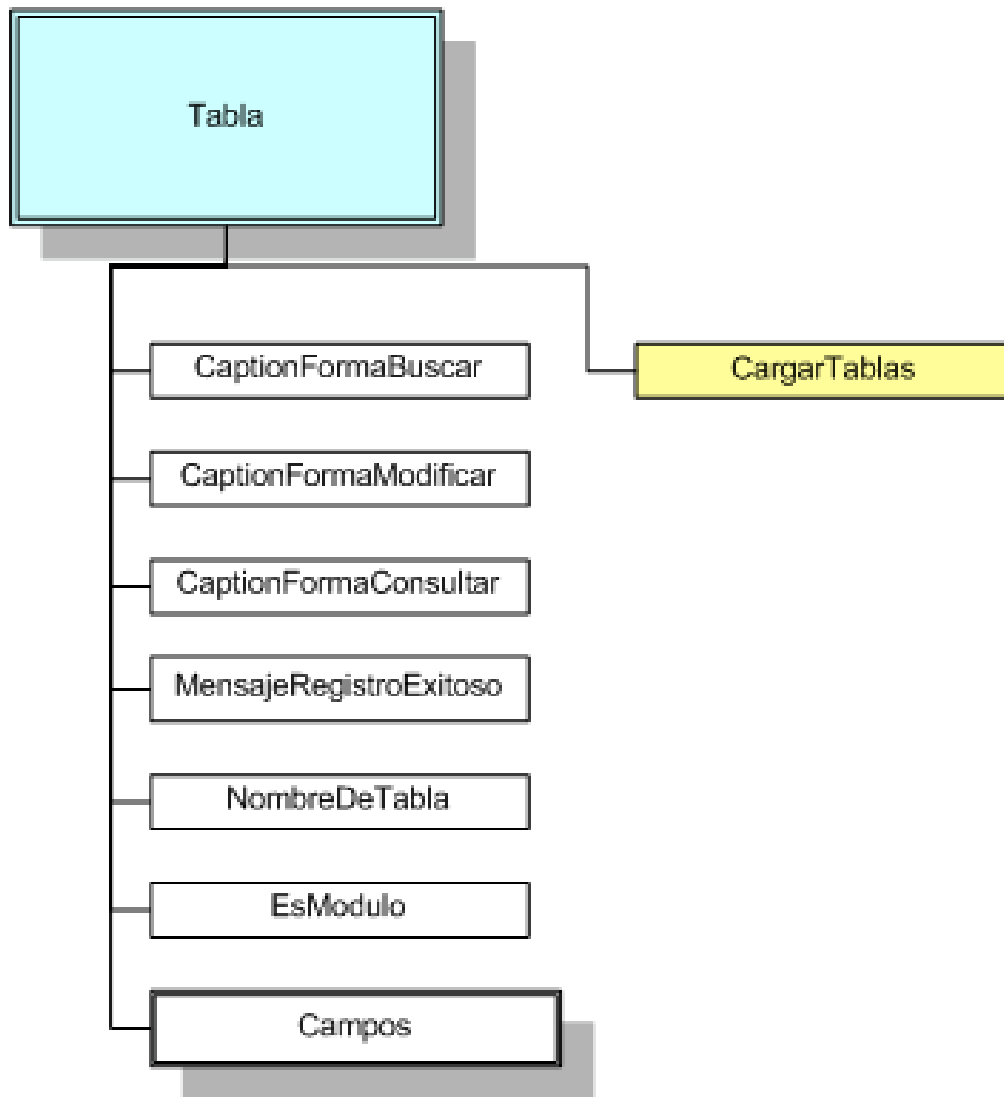 Tabla
CaptionFormaBuscar
CargarTablas
CaptionFormaModificar
CaptionFormaConsultar
MensajeRegistroExitoso
NombreDeTabla
EsModulo
Campos